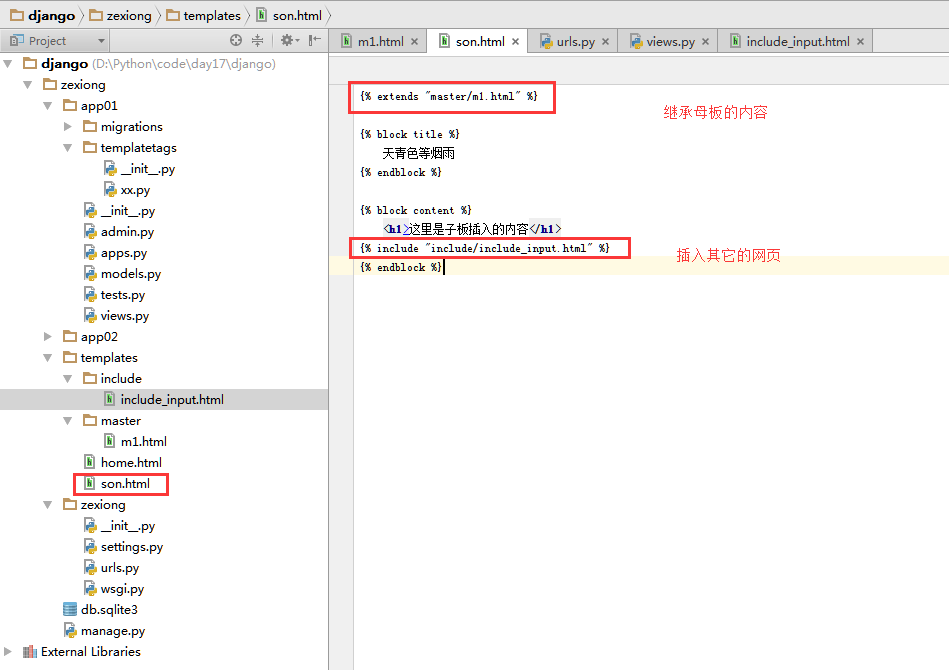 django zexiong templates son.html
Project
m1.html son.html urls.py views.py include_input.html
django (D:\Python\code\day17\django)
zexiong
app01
migrations
templatetags
__init__.py
xx.py
__init__.py
admin.py
apps.py
models.py
tests.py
views.py
app02
templates
include
include_input.html
master
m1.html
home.html
son.html
zexiong
__init__.py
settings.py
urls.py
wsgi.py
db.sqlite3
manage.py
External Libraries
{% extends "master/m1.html" %}
继承母板的内容
{% block title %}
天青色等烟雨
{% endblock %}
{% block content %}
<h1>这里是子板插入的内容</h1>
{% include "include/include_input.html" %}
插入其它的网页
{% endblock %}